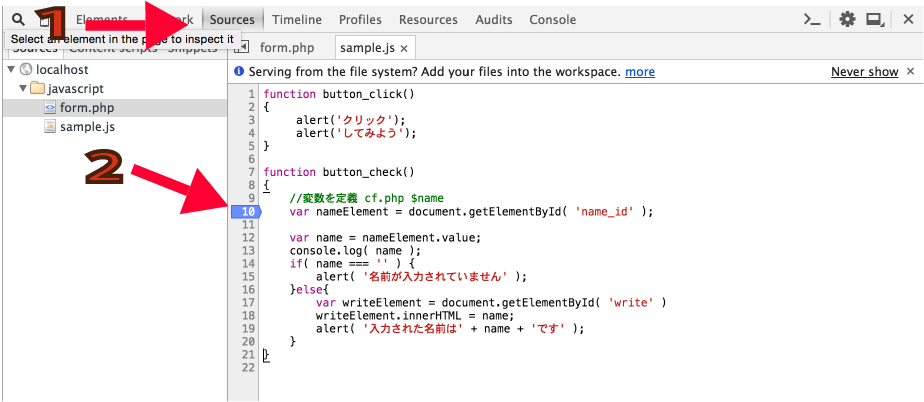 1
Elements
Sources
Timeline
Profiles
Resources
Audits
Console
Select an element in the page to inspect it
Sources Content scripts Snippets
form.php
sample.js ×
localhost
javascript
form.php
sample.js
2
Serving from the file system? Add your files into the workspace. more
Never show ×
1 function button_click()
2 {
3 alert('クリック');
4 alert('してみよう');
5 }
6
7 function button_check()
8 {
9 //変数を定義 cf.php $name
10 var nameElement = document.getElementById( 'name_id' );
11
12 var name = nameElement.value;
13 console.log( name );
14 if( name === '' ) {
15 alert( '名前が入力されていません' );
16 }else{
17 var writeElement = document.getElementById( 'write' )
18 writeElement.innerHTML = name;
19 alert( '入力された名前は' + name + 'です' );
20 }
21 }
22